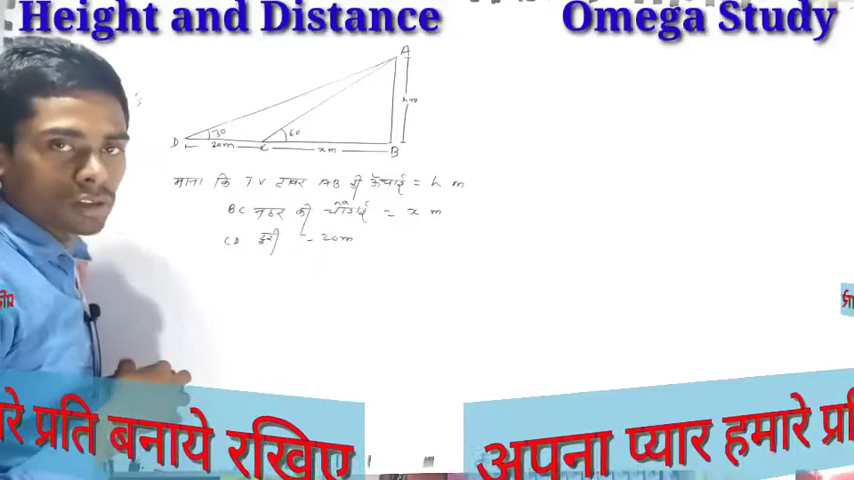 Height and Distance
Omega Study
A
h m
30
60
D
20m
C
x m
B
माना कि TV टावर AB की ऊँचाई = h m
BC नहर की चौड़ाई = x m
CD दूरी = 20m
रे प्रति बनाये रखिए
अपना प्यार हमारे प्र